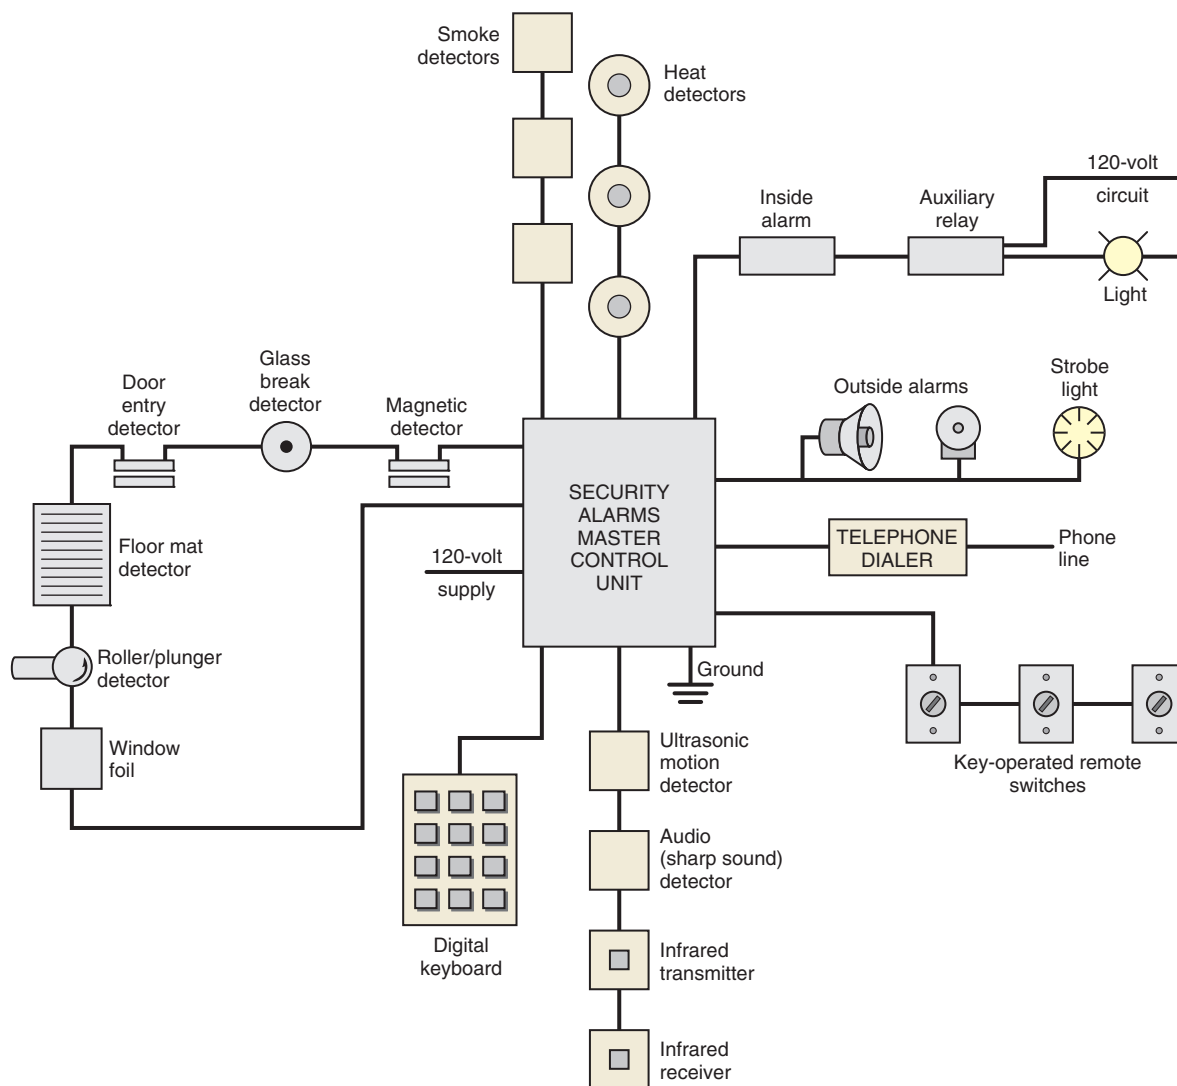 Smoke
detectors
Heat
detectors
120-volt
circuit
Inside
alarm
Auxiliary
relay
Light
Glass
break
detector
Door
entry
detector
Magnetic
detector
Outside alarms
Strobe
light
SECURITY
ALARMS
MASTER
CONTROL
UNIT
Floor mat
detector
120-volt
supply
TELEPHONE
DIALER
Phone
line
Roller/plunger
detector
Ground
Window
foil
Ultrasonic
motion
detector
Key-operated remote
switches
Audio
(sharp sound)
detector
Digital
keyboard
Infrared
transmitter
Infrared
receiver